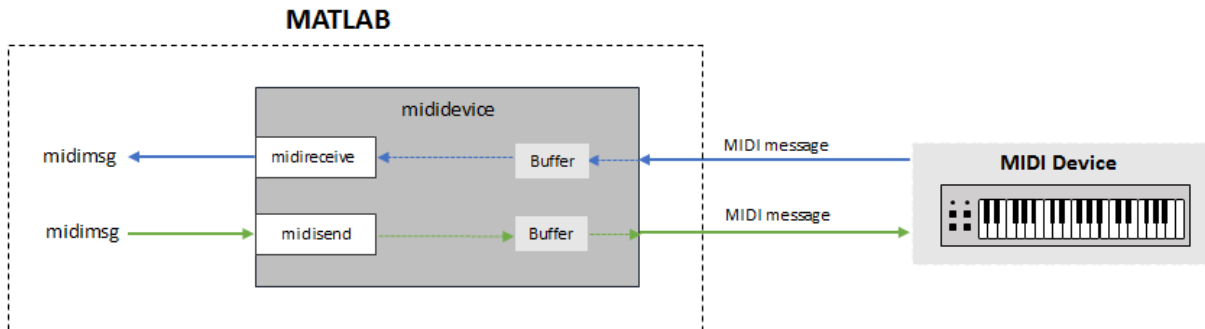 MATLAB
mididevice
midimsg
midireceive
Buffer
MIDI message
MIDI Device
midimsg
midisend
Buffer
MIDI message